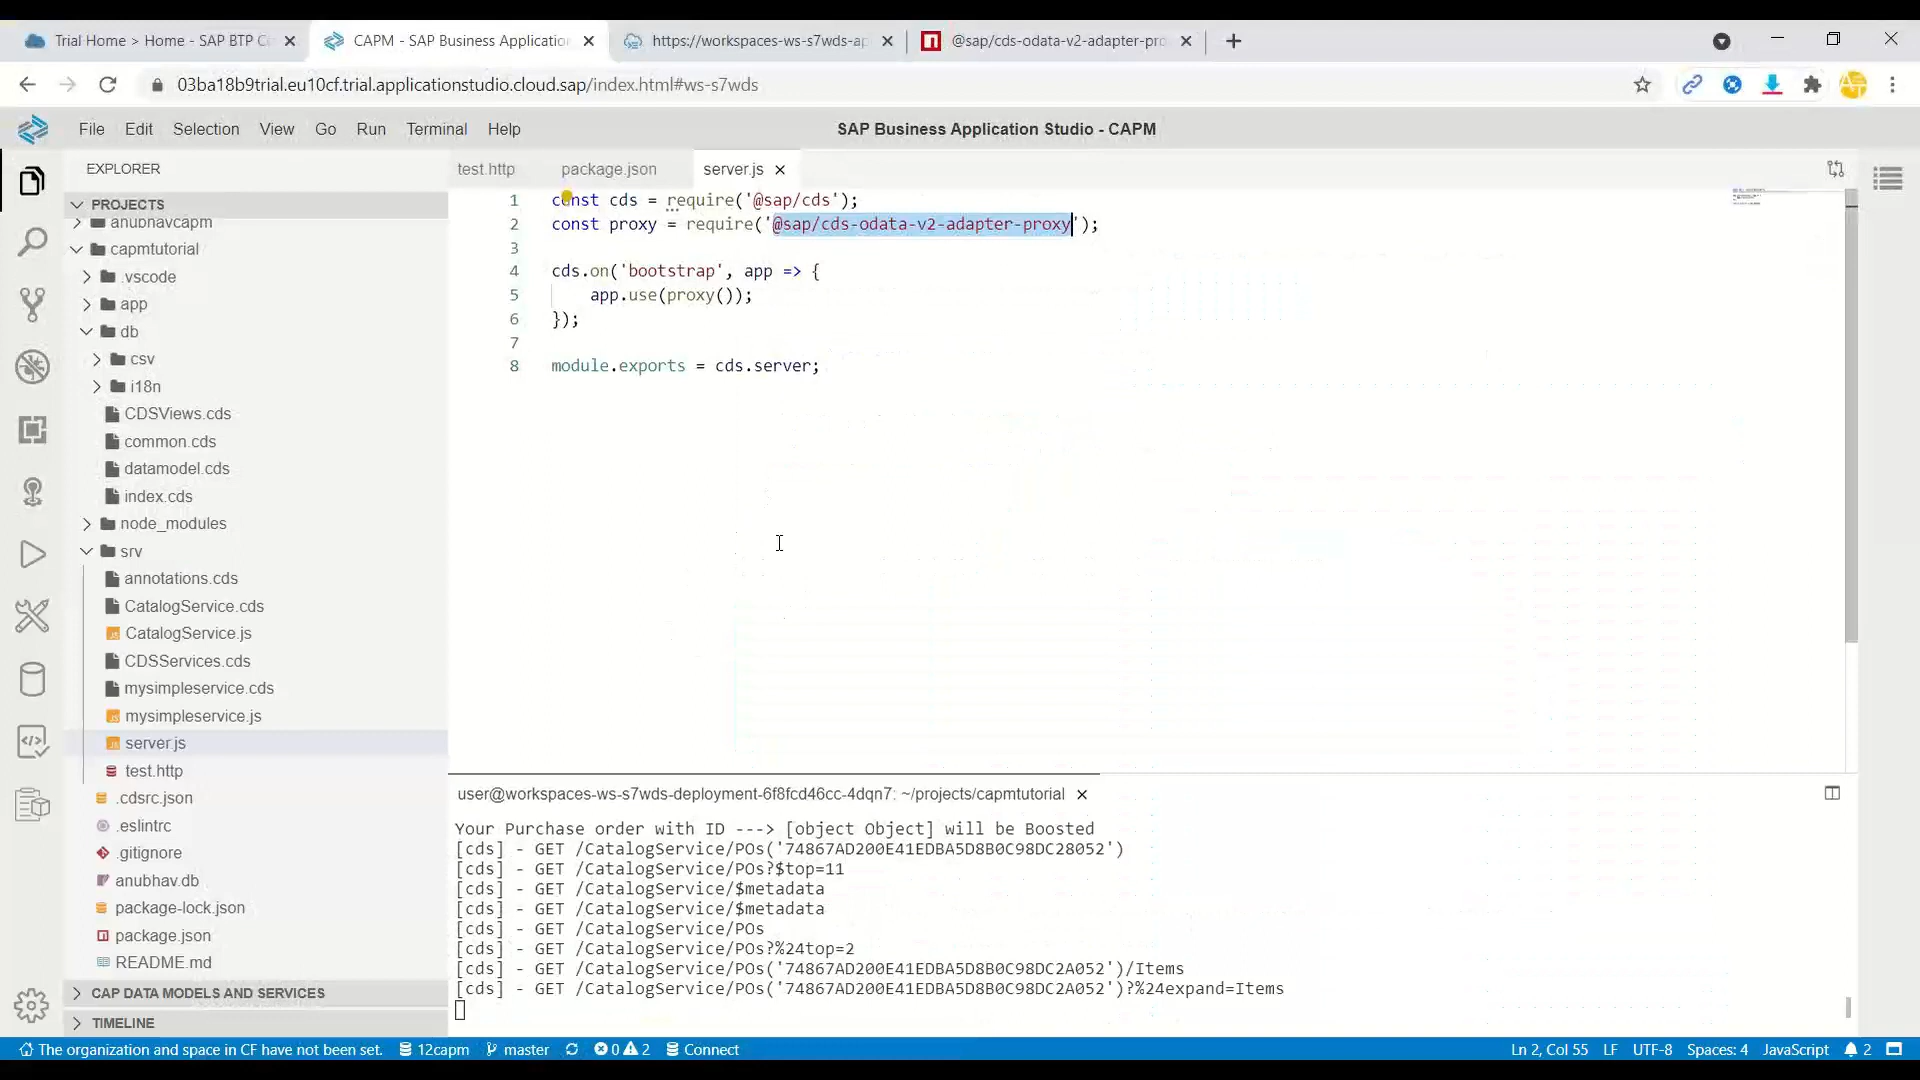 Trial Home > Home - SAP BTP C
CAPM - SAP Business Applicatio
https://workspaces-ws-s7wds-ap
@sap/cds-odata-v2-adapter-pro
03ba18b9trial.eu10cf.trial.applicationstudio.cloud.sap/index.html#ws-s7wds
File Edit Selection View Go Run Terminal Help
SAP Business Application Studio - CAPM
EXPLORER
PROJECTS
anubhavcapm
capmtutorial
.vscode
app
db
csv
i18n
CDSViews.cds
common.cds
datamodel.cds
index.cds
node_modules
srv
annotations.cds
CatalogService.cds
CatalogService.js
CDSServices.cds
mysimpleservice.cds
mysimpleservice.js
server.js
test.http
.cdsrc.json
.eslintrc
.gitignore
anubhav.db
package-lock.json
package.json
README.md
CAP DATA MODELS AND SERVICES
TIMELINE
test.http package.json server.js
1 const cds = require('@sap/cds');
2 const proxy = require('@sap/cds-odata-v2-adapter-proxy');
3
4 cds.on('bootstrap', app => {
5 app.use(proxy());
6 });
7
8 module.exports = cds.server;
user@workspaces-ws-s7wds-deployment-6f8fcd46cc-4dqn7: ~/projects/capmtutorial
Your Purchase order with ID ---> [object Object] will be Boosted
[cds] - GET /CatalogService/POs('74867AD200E41EDBA5D8B0C98DC28052')
[cds] - GET /CatalogService/POs?$top=11
[cds] - GET /CatalogService/$metadata
[cds] - GET /CatalogService/$metadata
[cds] - GET /CatalogService/POs
[cds] - GET /CatalogService/POs?%24top=2
[cds] - GET /CatalogService/POs('74867AD200E41EDBA5D8B0C98DC2A052')/Items
[cds] - GET /CatalogService/POs('74867AD200E41EDBA5D8B0C98DC2A052')?%24expand=Items
The organization and space in CF have not been set. 12capm master 0 2 Connect Ln 2, Col 55 LF UTF-8 Spaces: 4 JavaScript 2